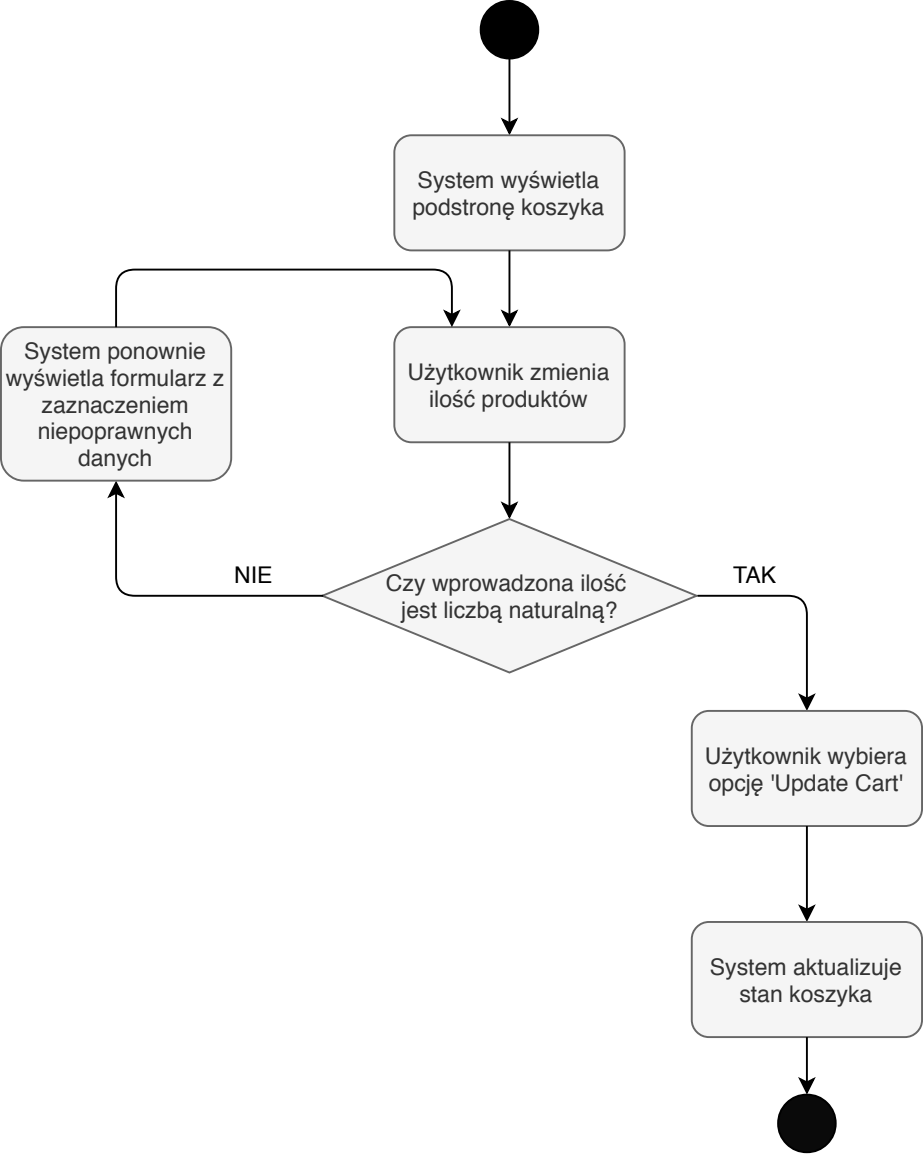 System wyświetla
podstronę koszyka
System ponownie
wyświetla formularz z
zaznaczeniem
niepoprawnych
danych
Użytkownik zmienia
ilość produktów
NIE
Czy wprowadzona ilość
jest liczbą naturalną?
TAK
Użytkownik wybiera
opcję 'Update Cart'
System aktualizuje
stan koszyka